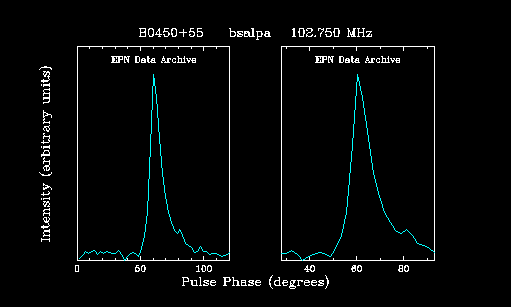 B0450+55 bsalpa 102.750 MHz
EPN Data Archive EPN Data Archive
Intensity (arbitrary units)
0 50 100 40 60 80
Pulse Phase (degrees)